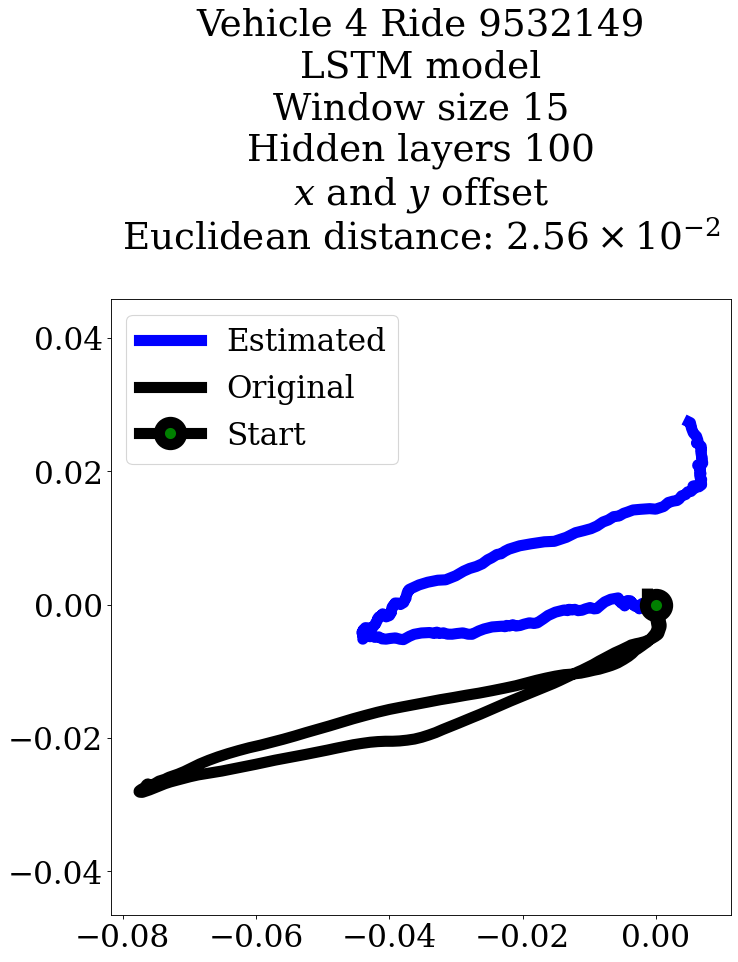 Vehicle 4 Ride 9532149
LSTM model
Window size 15
Hidden layers 100
x and y offset
Euclidean distance: 2.56 × 10⁻²
Estimated
Original
Start
0.04
0.02
0.00
−0.02
−0.04
−0.08 −0.06 −0.04 −0.02 0.00